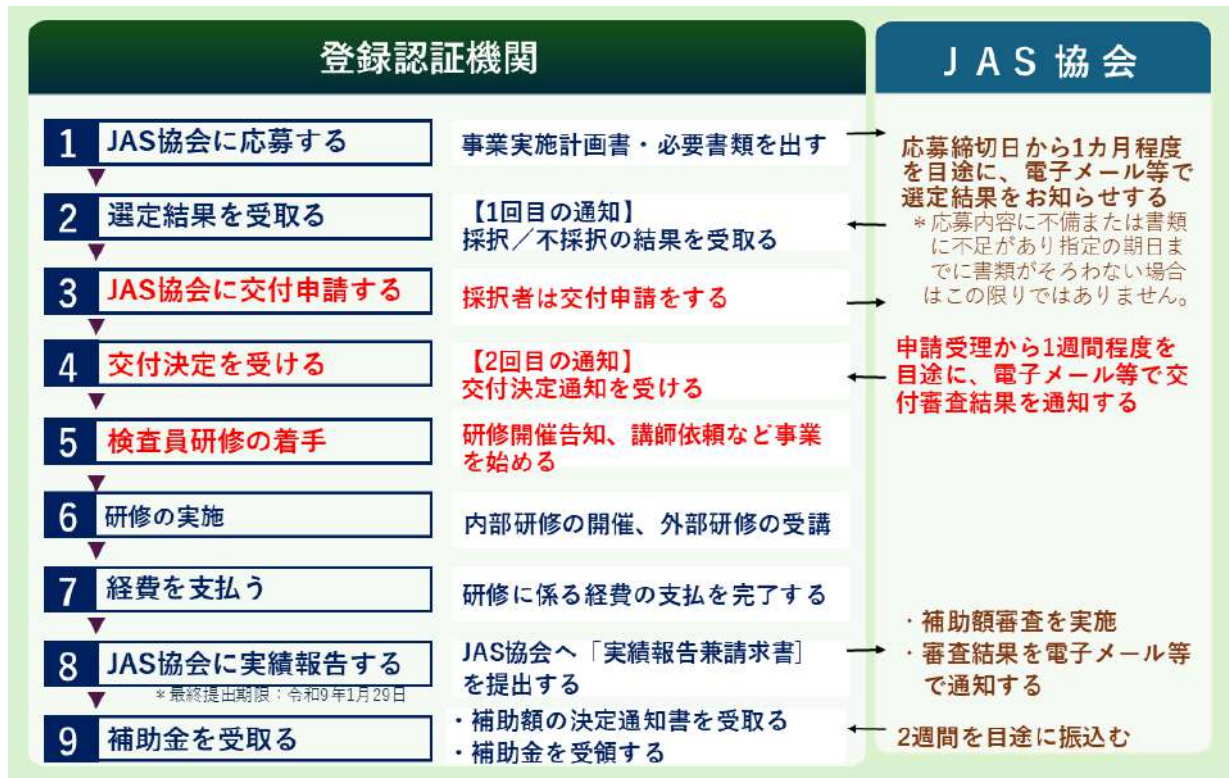 登録認証機関
JAS協会
1 JAS協会に応募する
事業実施計画書・必要書類を出す
応募締切日から1カ月程度
を目途に、電子メール等で
選定結果をお知らせする
＊応募内容に不備または書類
に不足があり指定の期日ま
でに書類がそろわない場合
はこの限りではありません。
2 選定結果を受取る
【1回目の通知】
採択／不採択の結果を受取る
3 JAS協会に交付申請する
採択者は交付申請をする
4 交付決定を受ける
【2回目の通知】
交付決定通知を受ける
申請受理から1週間程度を
目途に、電子メール等で交
付審査結果を通知する
5 検査員研修の着手
研修開催告知、講師依頼など事業
を始める
6 研修の実施
内部研修の開催、外部研修の受講
7 経費を支払う
研修に係る経費の支払を完了する
8 JAS協会に実績報告する
＊最終提出期限：令和9年1月29日
JAS協会へ「実績報告兼請求書」
を提出する
・補助額審査を実施
・審査結果を電子メール等
で通知する
9 補助金を受取る
・補助額の決定通知書を受取る
・補助金を受領する
2週間を目途に振込む